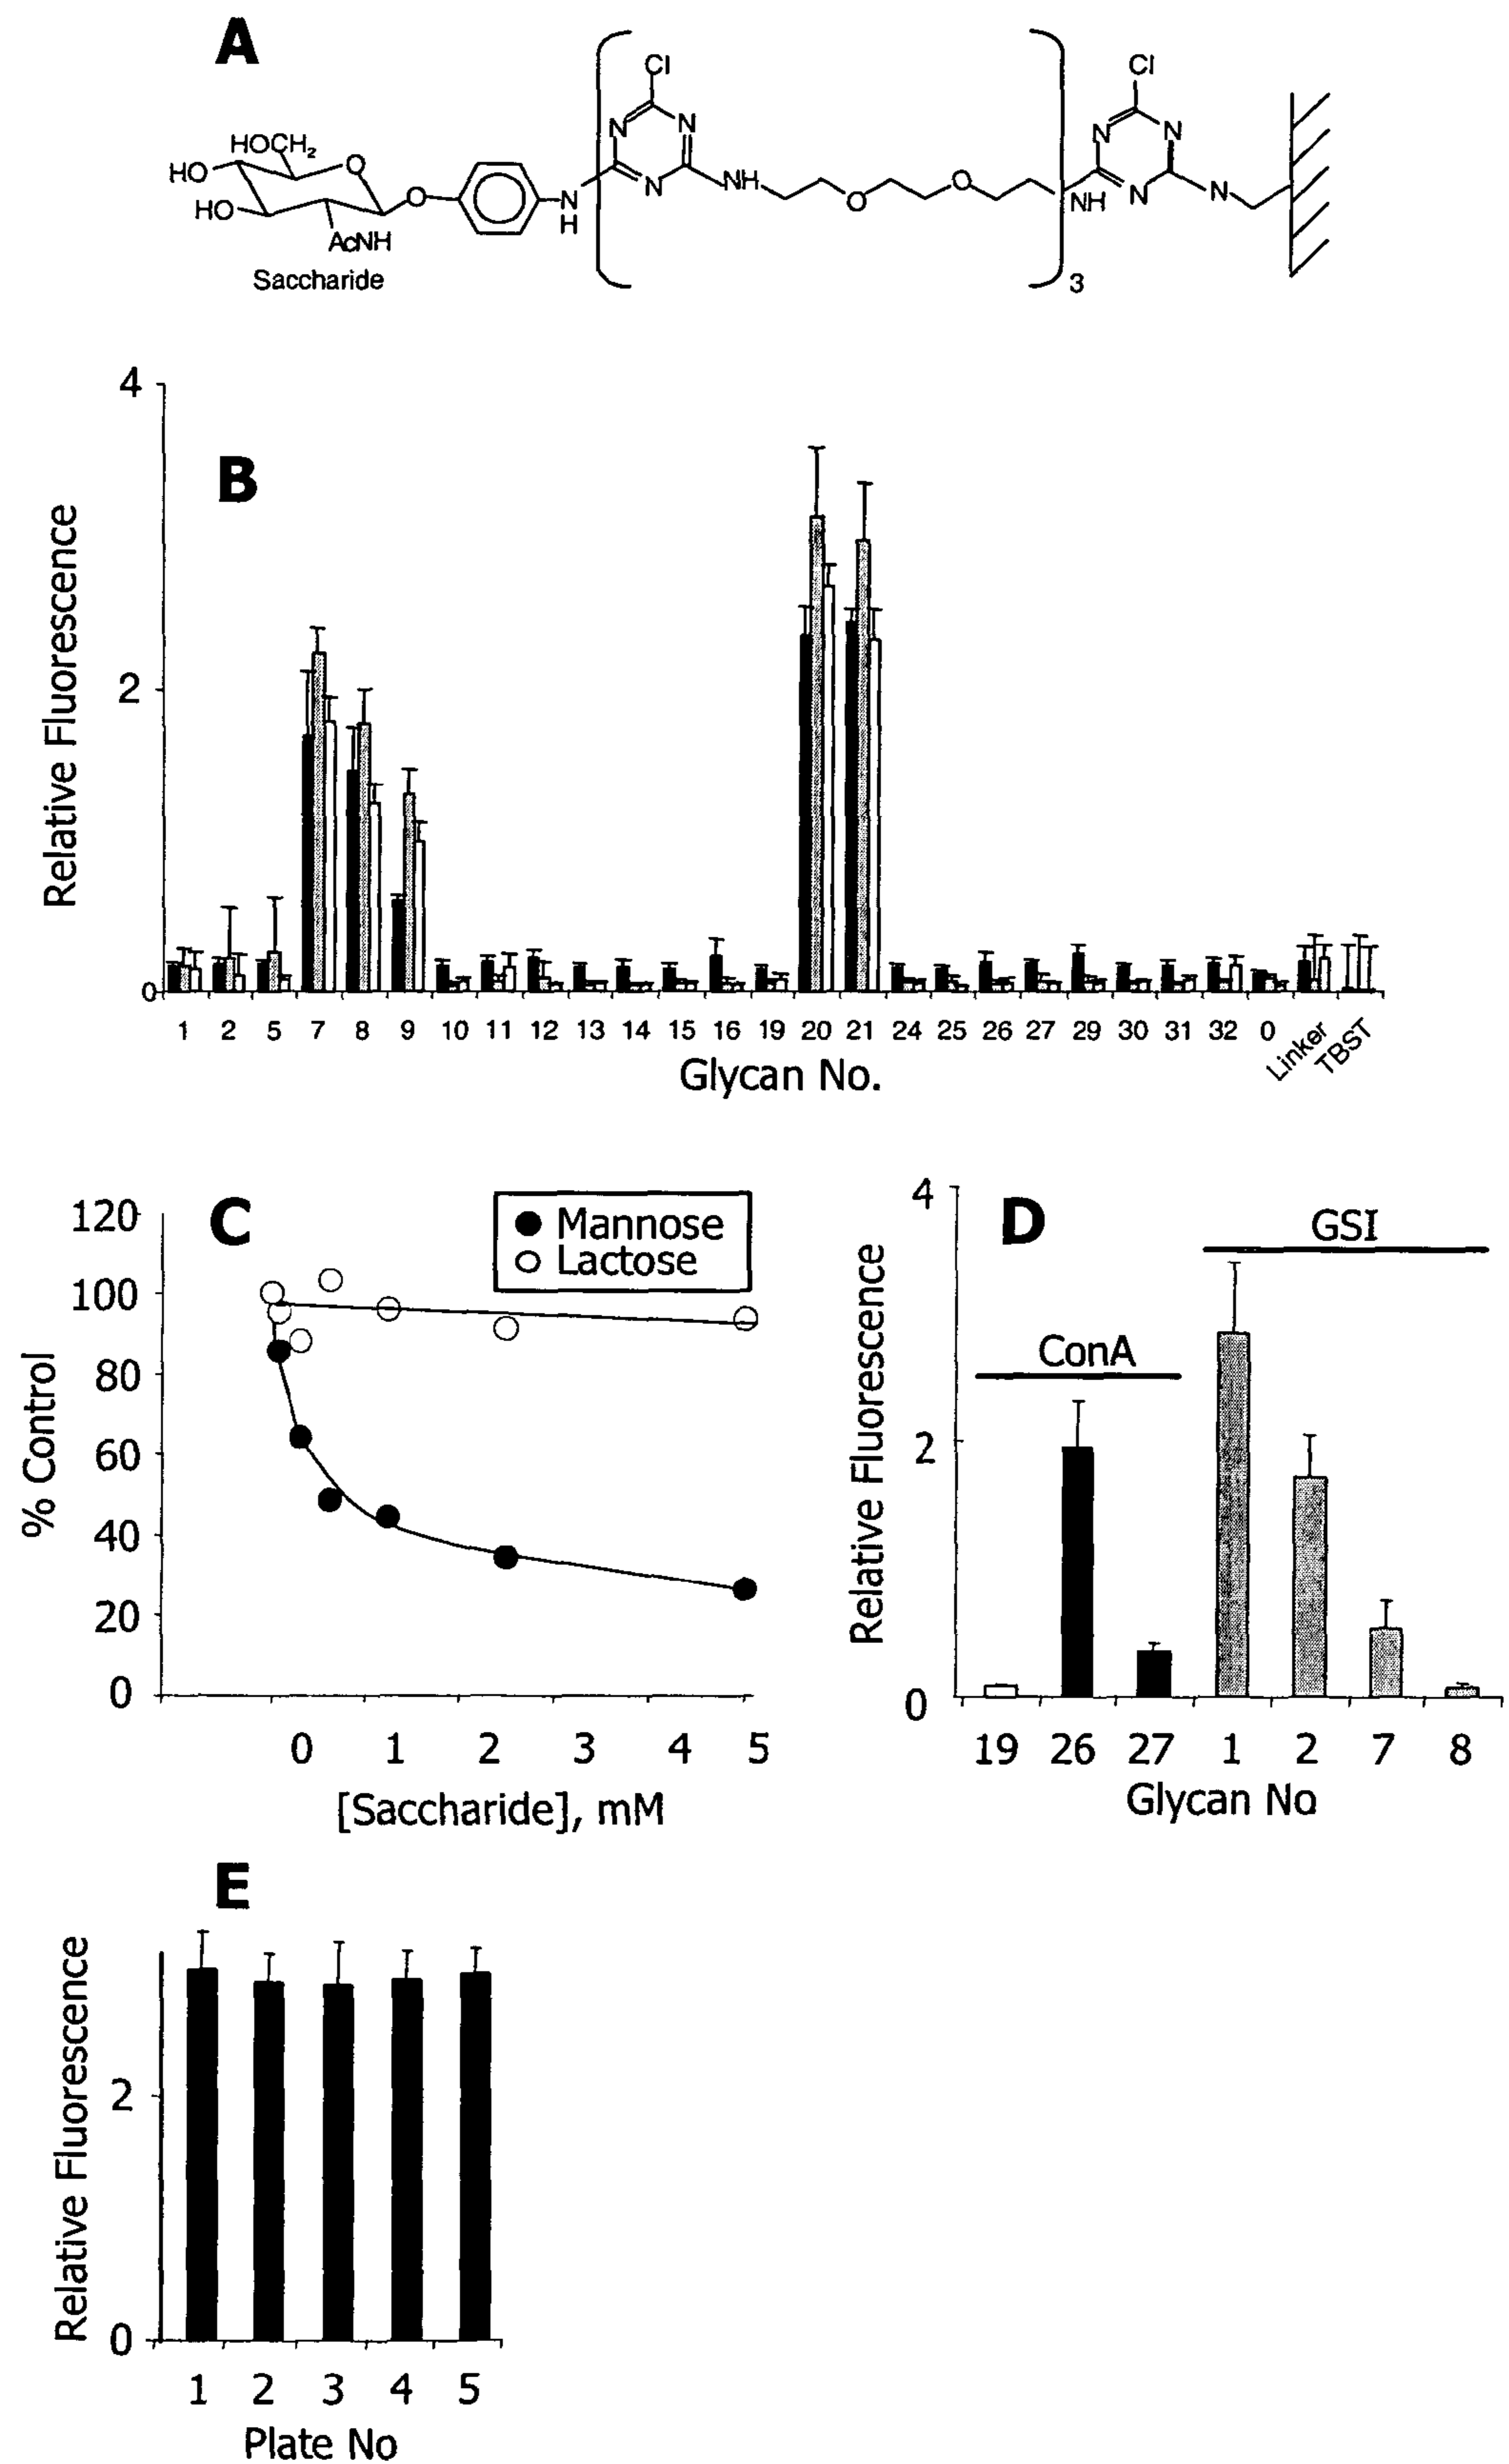 A
Cl
Cl
HOCH2
N
N
N
N
HO
O
O
NH
O
N
HO
N
H
N
O
NH
N
AcNH
Saccharide
3
B
4
2
0
Relative Fluorescence
1 2 5 7 8 9 10 11 12 13 14 15 16 19 20 21 24 25 26 27 29 30 31 32 0 Linker TBST
Glycan No.
C
120
100
80
60
40
20
0
% Control
Mannose
Lactose
0 1 2 3 4 5
[Saccharide], mM
D
4
2
0
Relative Fluorescence
ConA
GSI
19 26 27 1 2 7 8
Glycan No
E
2
0
Relative Fluorescence
1 2 3 4 5
Plate No